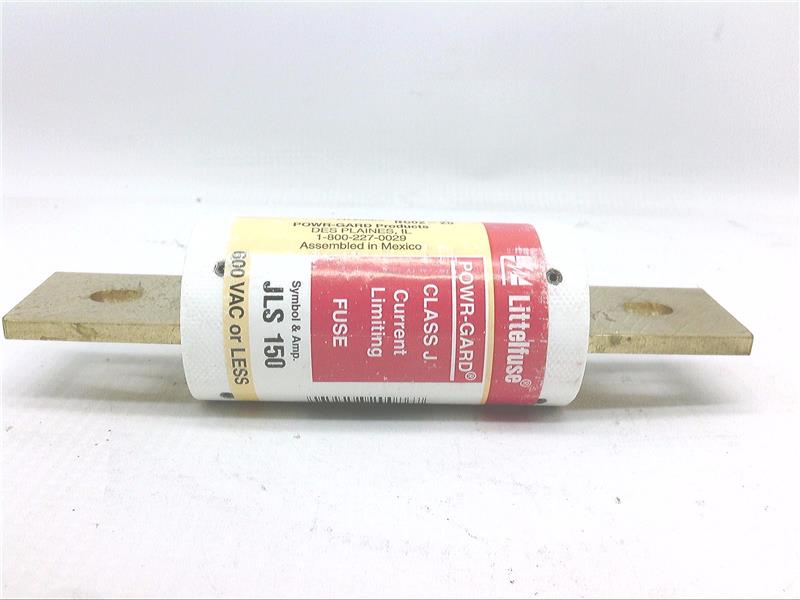 POWR-GARD Products
DES PLAINES, IL
1-800-227-0029
Assembled in Mexico
Littelfuse®
POWR-GARD®
CLASS J
Current
Limiting
FUSE
Symbol & Amp.
JLS 150
600 VAC or LESS